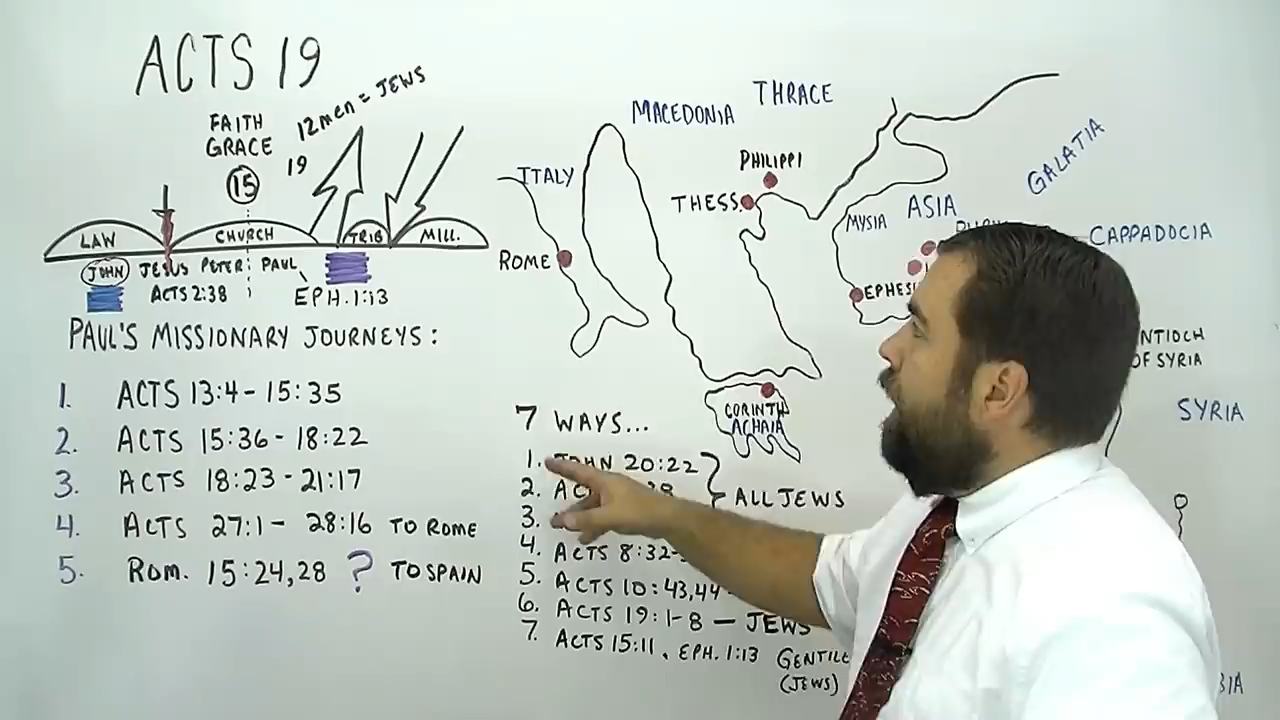 ACTS 19
FAITH
GRACE
15
19
12 men = JEWS
LAW
CHURCH
TRIB
MILL.
JOHN JESUS PETER PAUL
ACTS 2:38
EPH. 1:13
PAUL'S MISSIONARY JOURNEYS:
1. ACTS 13:4 - 15:35
2. ACTS 15:36 - 18:22
3. ACTS 18:23 - 21:17
4. ACTS 27:1 - 28:16 TO ROME
5. ROM. 15:24,28 ? TO SPAIN
MACEDONIA
THRACE
PHILIPPI
GALATIA
ITALY
THESS.
MYSIA
ASIA
CAPPADOCIA
ROME
EPHES
NTIOCH
OF SYRIA
SYRIA
CORINTH
ACHAIA
7 WAYS...
1. JOHN 20:22
2.
ALL JEWS
3.
4. ACTS 8:32-
5. ACTS 10:43,44
6. ACTS 19:1-8 — JEWS
7. ACTS 15:11, EPH. 1:13 GENTILE
(JEWS)